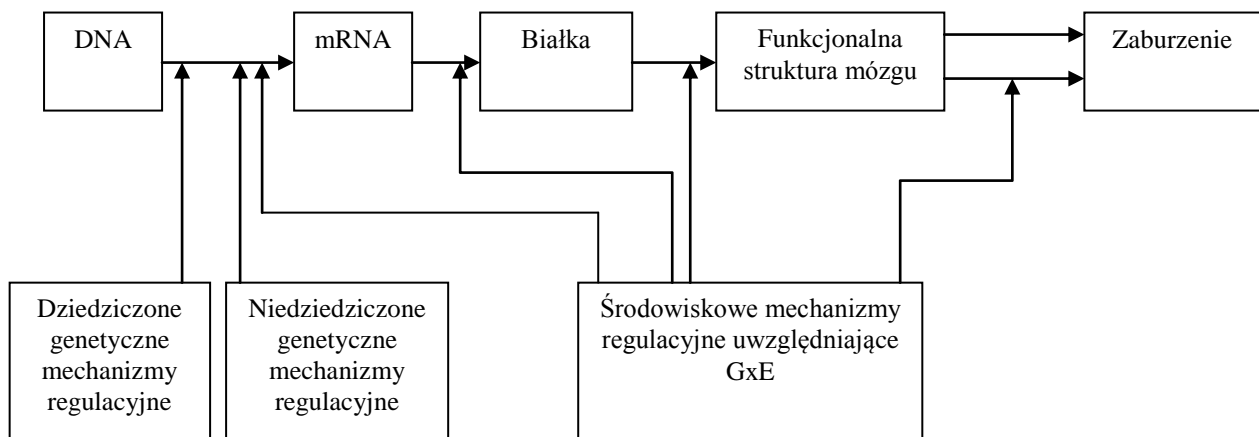 DNA
mRNA
Białka
Funkcjonalna
struktura mózgu
Zaburzenie
Dziedziczone
genetyczne
mechanizmy
regulacyjne
Niedziedziczone
genetyczne
mechanizmy
regulacyjne
Środowiskowe mechanizmy
regulacyjne uwzględniające
GxE